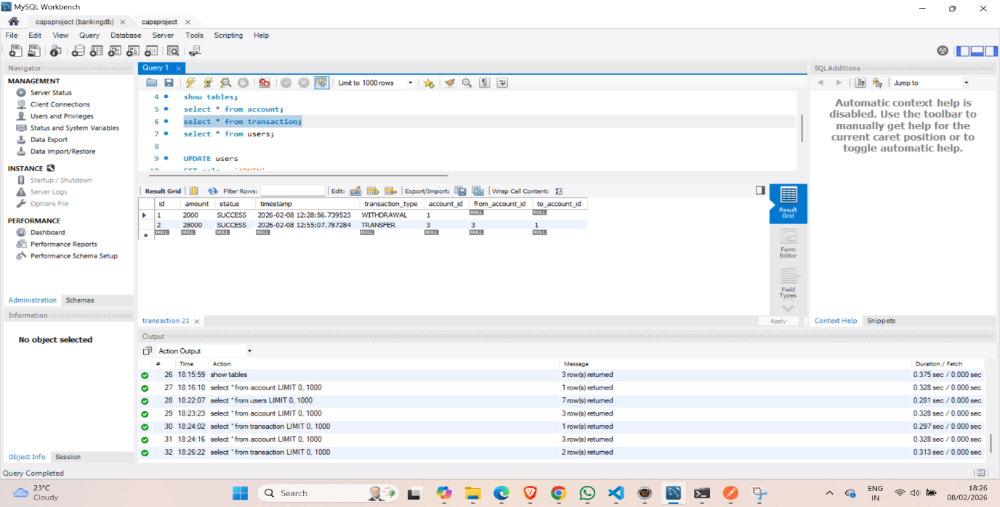 MySQL Workbench
capsproject (bankingdb) capsproject
File Edit View Query Database Server Tools Scripting Help
Navigator
MANAGEMENT
Server Status
Client Connections
Users and Privileges
Status and System Variables
Data Export
Data Import/Restore
INSTANCE
Startup / Shutdown
Server Logs
Options File
PERFORMANCE
Dashboard
Performance Reports
Performance Schema Setup
Administration Schemas
Information
No object selected
Object Info Session
Query Completed
Query 1
Limit to 1000 rows
4 show tables;
5 select * from account;
6 select * from transaction;
7 select * from users;
8
9 UPDATE users
Result Grid Filter Rows: Edit: Export/Import: Wrap Cell Content:
id amount status timestamp transaction_type account_id from_account_id to_account_id
1 2000 SUCCESS 2026-02-08 12:28:56.739523 WITHDRAWAL 1 NULL NULL
2 28000 SUCCESS 2026-02-08 12:55:07.787284 TRANSFER 3 3 1
NULL NULL NULL NULL NULL NULL NULL NULL
Result Grid
Form Editor
Field Types
transaction 21 Apply
SQLAdditions
Jump to
Automatic context help is
disabled. Use the toolbar to
manually get help for the
current caret position or to
toggle automatic help.
Context Help Snippets
Output
Action Output
# Time Action Message Duration / Fetch
26 18:15:59 show tables 3 row(s) returned 0.375 sec / 0.000 sec
27 18:16:10 select * from account LIMIT 0, 1000 1 row(s) returned 0.328 sec / 0.000 sec
28 18:22:07 select * from users LIMIT 0, 1000 7 row(s) returned 0.281 sec / 0.000 sec
29 18:23:23 select * from account LIMIT 0, 1000 3 row(s) returned 0.328 sec / 0.000 sec
30 18:24:02 select * from transaction LIMIT 0, 1000 1 row(s) returned 0.297 sec / 0.000 sec
31 18:24:16 select * from account LIMIT 0, 1000 3 row(s) returned 0.328 sec / 0.000 sec
32 18:26:22 select * from transaction LIMIT 0, 1000 2 row(s) returned 0.313 sec / 0.000 sec
23°C
Cloudy
Search
ENG
IN
18:26
08/02/2026